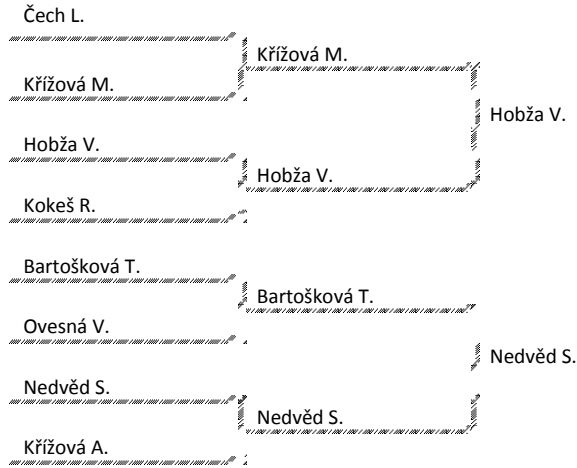 Čech L.
Křížová M.
Křížová M.
Hobža V.
Hobža V.
Hobža V.
Kokeš R.
Bartošková T.
Bartošková T.
Ovesná V.
Nedvěd S.
Nedvěd S.
Nedvěd S.
Křížová A.